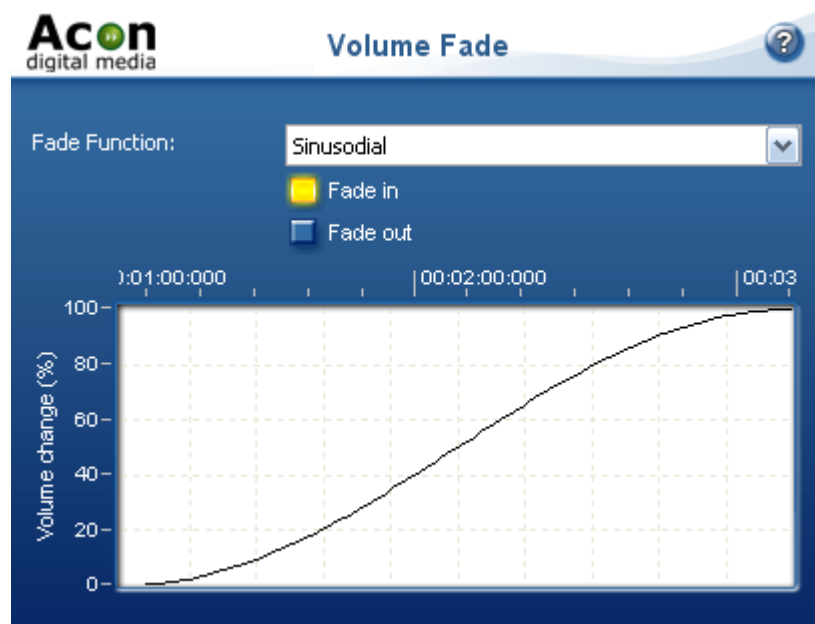 Acon
digital media
Volume Fade
?
Fade Function:
Sinusodial
Fade in
Fade out
):01:00:000 00:02:00:000 00:03
Volume change (%)
100
80
60
40
20
0